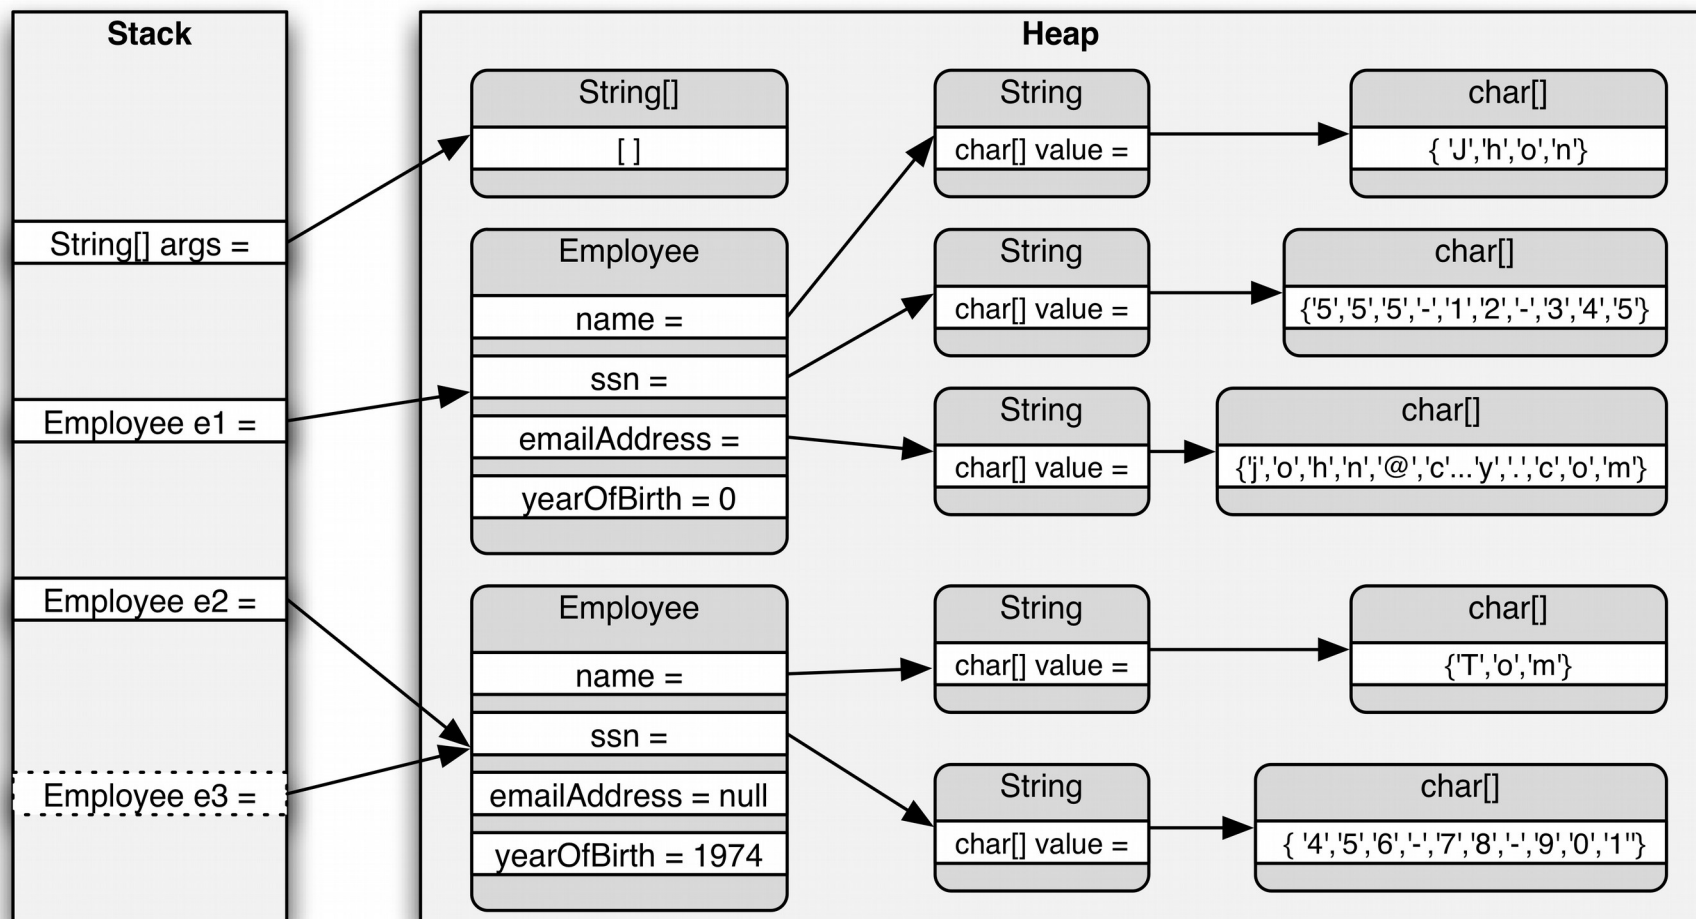 Stack
String[] args =
Employee e1 =
Employee e2 =
Employee e3 =
Heap
String[]
[ ]
String
char[] value =
char[]
{ 'J','h','o','n'}
Employee
name =
ssn =
emailAddress =
yearOfBirth = 0
String
char[] value =
char[]
{'5','5','5','-','1','2','-','3','4','5'}
String
char[] value =
char[]
{'j','o','h','n','@','c'...'y','.','c','o','m'}
Employee
name =
ssn =
emailAddress = null
yearOfBirth = 1974
String
char[] value =
char[]
{'T','o','m'}
String
char[] value =
char[]
{ '4','5','6','-','7','8','-','9','0','1''}